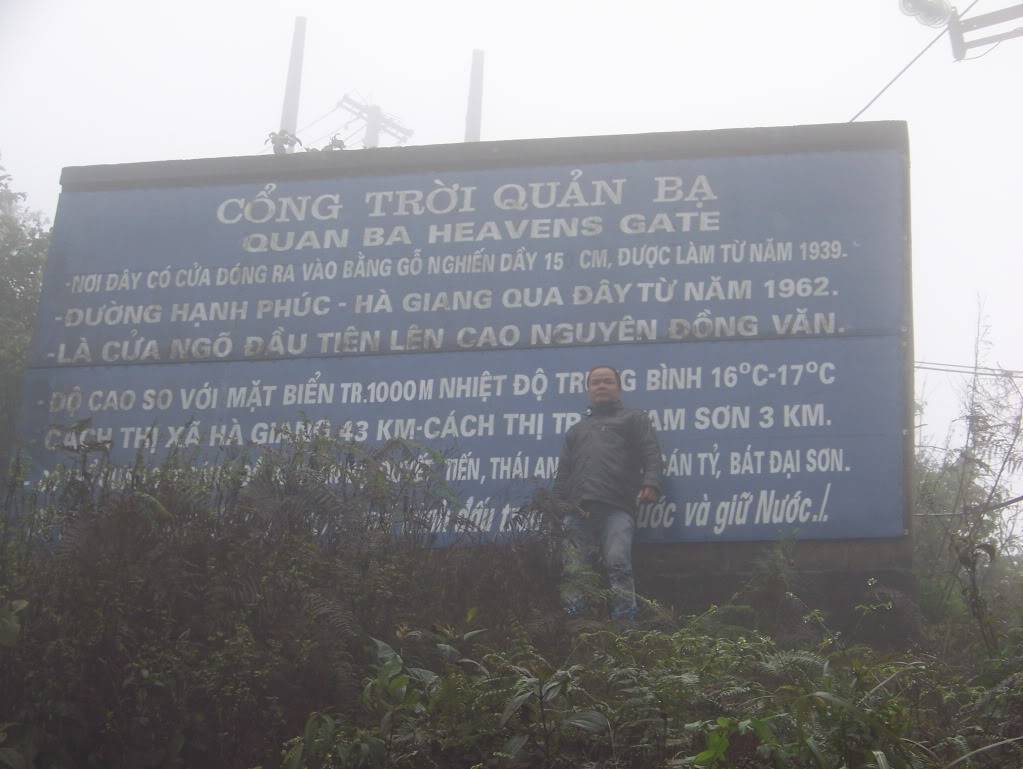 CỔNG TRỜI QUẢN BẠ
QUAN BA HEAVENS GATE
-NƠI ĐÂY CÓ CỬA ĐÓNG RA VÀO BẰNG GỖ NGHIẾN DẦY 15 CM, ĐƯỢC LÀM TỪ NĂM 1939.
-ĐƯỜNG HẠNH PHÚC - HÀ GIANG QUA ĐÂY TỪ NĂM 1962.
-LÀ CỬA NGÕ ĐẦU TIÊN LÊN CAO NGUYÊN ĐỒNG VĂN.
-ĐỘ CAO SO VỚI MẶT BIỂN TR.1000M NHIỆT ĐỘ TRUNG BÌNH 16°C-17°C
- CÁCH THỊ XÃ HÀ GIANG 43 KM-CÁCH THỊ TR AM SƠN 3 KM.
TIẾN, THÁI AN CÁN TỶ, BÁT ĐẠI SƠN.
đấu và giữ Nước./.